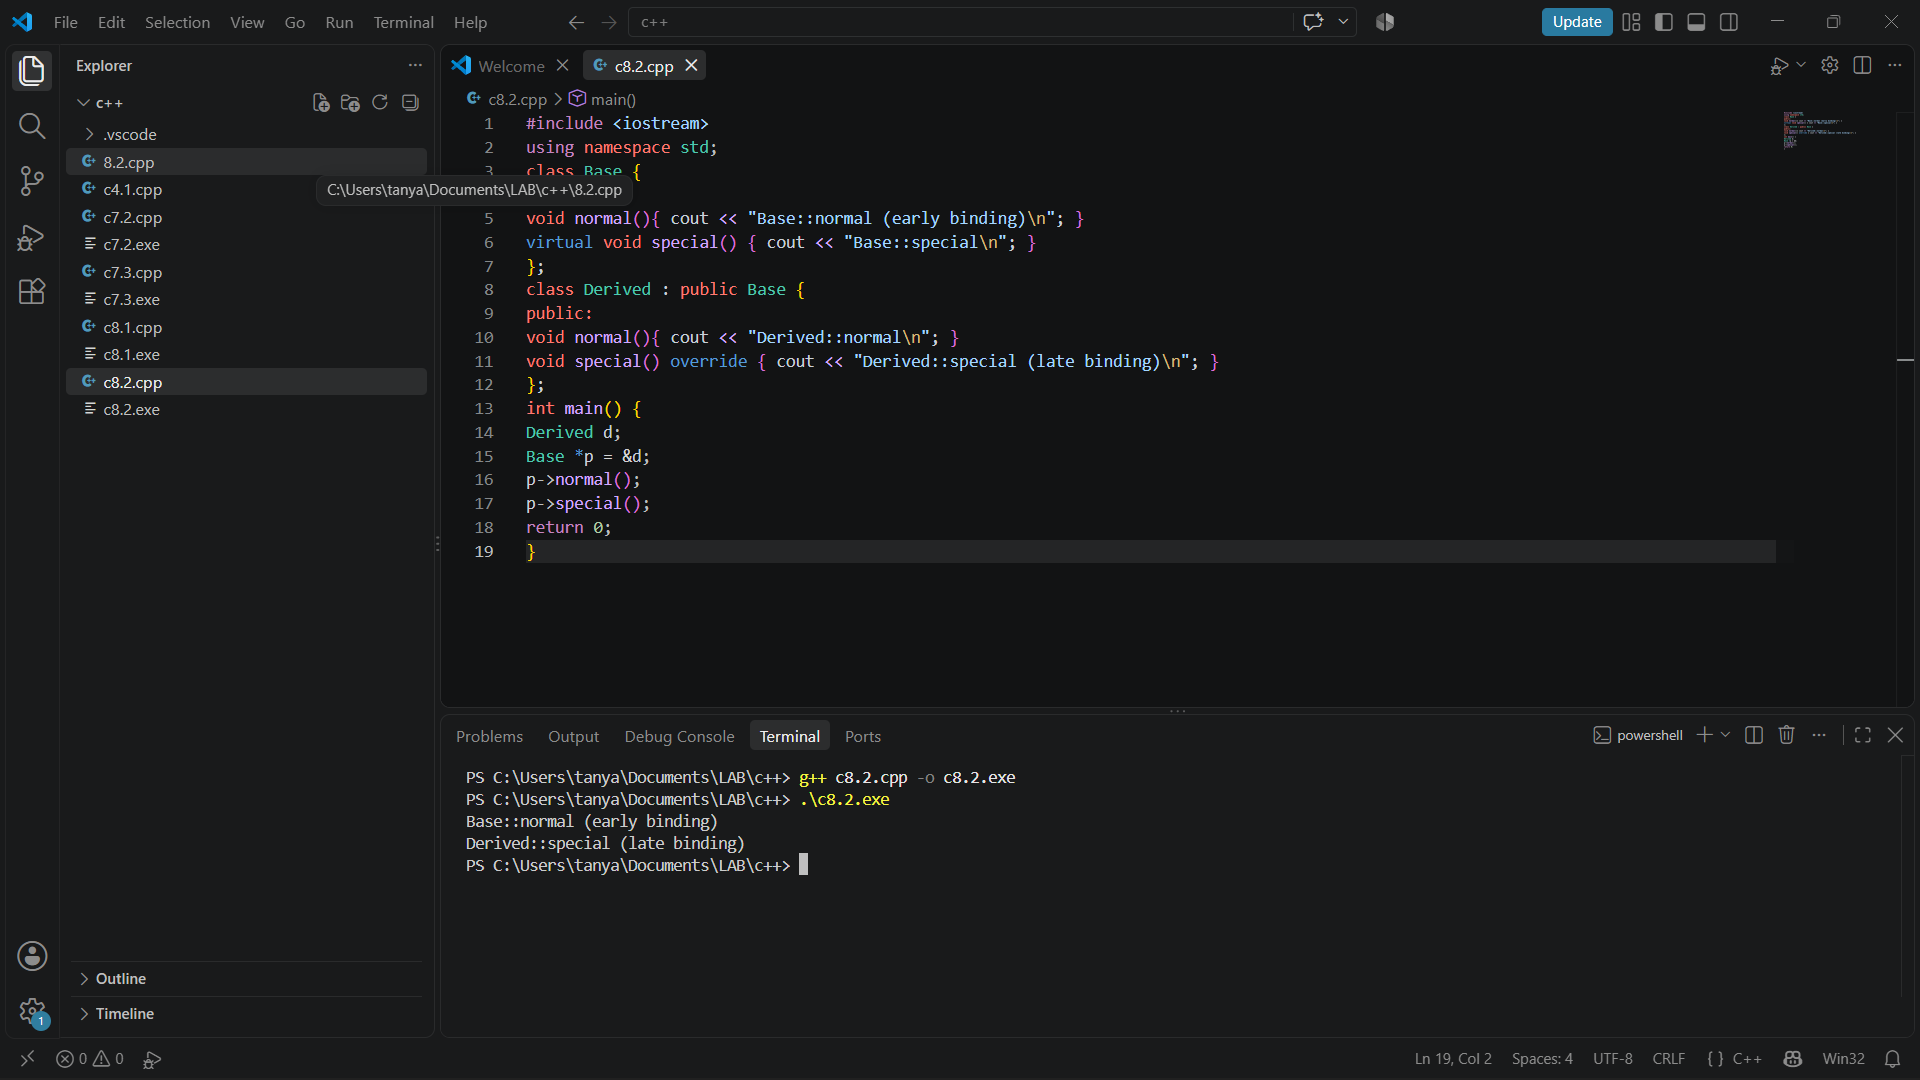 File Edit Selection View Go Run Terminal Help
c++
Update
Explorer
c++
.vscode
8.2.cpp
c4.1.cpp
c7.2.cpp
c7.2.exe
c7.3.cpp
c7.3.exe
c8.1.cpp
c8.1.exe
c8.2.cpp
c8.2.exe
Outline
Timeline
1
Welcome c8.2.cpp
c8.2.cpp > main()
1 #include <iostream>
2 using namespace std;
3 class Base {
C:\Users\tanya\Documents\LAB\c++\8.2.cpp
5 void normal(){ cout << "Base::normal (early binding)\n"; }
6 virtual void special() { cout << "Base::special\n"; }
7 };
8 class Derived : public Base {
9 public:
10 void normal(){ cout << "Derived::normal\n"; }
11 void special() override { cout << "Derived::special (late binding)\n"; }
12 };
13 int main() {
14 Derived d;
15 Base *p = &d;
16 p->normal();
17 p->special();
18 return 0;
19 }
Problems Output Debug Console Terminal Ports
powershell
PS C:\Users\tanya\Documents\LAB\c++> g++ c8.2.cpp -o c8.2.exe
PS C:\Users\tanya\Documents\LAB\c++> .\c8.2.exe
Base::normal (early binding)
Derived::special (late binding)
PS C:\Users\tanya\Documents\LAB\c++>
0 0
Ln 19, Col 2 Spaces: 4 UTF-8 CRLF {} C++ Win32